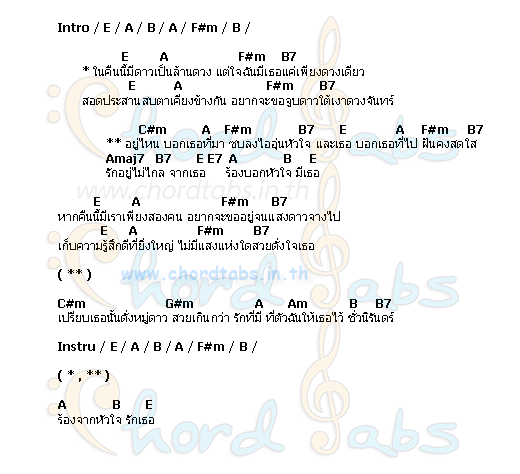 Intro / E / A / B / A / F#m / B /
E A F#m B7
* ในคืนนี้มีดาวเป็นล้านดวง แต่ใจฉันมีเธอแค่เพียงดวงเดียว
E A F#m B7
สอดประสานสบตาเคียงข้างกัน อยากจะขอจูบดาวใต้เงาดวงจันทร์
C#m A F#m B7 E A F#m B7
** อยู่ไหน บอกเธอที่มา ซบลงไออุ่นหัวใจ และเธอ บอกเธอที่ไป ฝันคงสดใส
Amaj7 B7 E E7 A B E
รักอยู่ไม่ไกล จากเธอ ร้องบอกหัวใจ มีเธอ
www.chordtabs.in.th
E A F#m B7
หากคืนนี้มีเราเพียงสองคน อยากจะขออยู่จนแสงดาวจางไป
E A F#m B7
เก็บความรู้สึกดีที่ยิ่งใหญ่ ไม่มีแสงแห่งใดสวยดั่งใจเธอ
( ** )
www.chordtabs.in.th
C#m G#m A Am B B7
เปรียบเธอนั้นดั่งหมู่ดาว สวยเกินกว่า รักที่มี ที่ตัวฉันให้เธอไว้ ชั่วนิรันดร์
Instru / E / A / B / A / F#m / B /
( * , ** )
A B E
ร้องจากหัวใจ รักเธอ